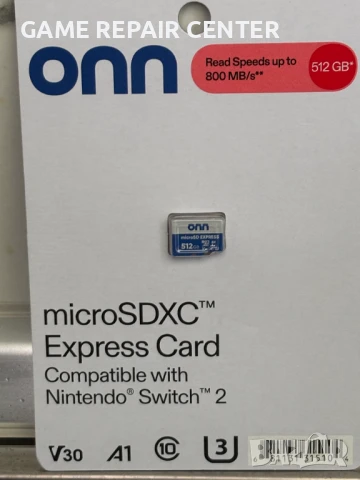 GAME REPAIR CENTER
onn
Read Speeds up to
800 MB/s**
512 GB*
onn
microSD EXPRESS
512
microSDXC™
Express Card
Compatible with
Nintendo® Switch™ 2
V30 A1 10 3